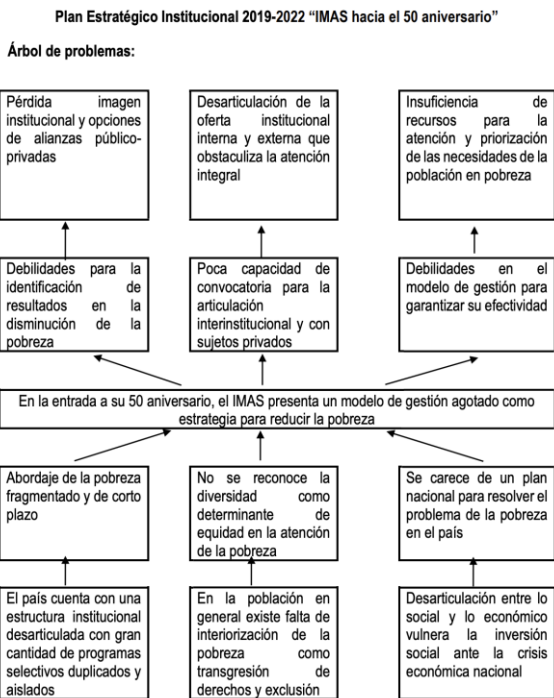 Plan Estratégico Institucional 2019-2022 “IMAS hacia el 50 aniversario”
Árbol de problemas:
Pérdida imagen
institucional y opciones
de alianzas público-
privadas
Desarticulación de la
oferta institucional
interna y externa que
obstaculiza la atención
integral
Insuficiencia de
recursos para la
atención y priorización
de las necesidades de la
población en pobreza
Debilidades para la
identificación de
resultados en la
disminución de la
pobreza
Poca capacidad de
convocatoria para la
articulación
interinstitucional y con
sujetos privados
Debilidades en el
modelo de gestión para
garantizar su efectividad
En la entrada a su 50 aniversario, el IMAS presenta un modelo de gestión agotado como
estrategia para reducir la pobreza
Abordaje de la pobreza
fragmentado y de corto
plazo
No se reconoce la
diversidad como
determinante de
equidad en la atención
de la pobreza
Se carece de un plan
nacional para resolver el
problema de la pobreza
en el país
El país cuenta con una
estructura institucional
desarticulada con gran
cantidad de programas
selectivos duplicados y
aislados
En la población en
general existe falta de
interiorización de la
pobreza como
transgresión de
derechos y exclusión
Desarticulación entre lo
social y lo económico
vulnera la inversión
social ante la crisis
económica nacional